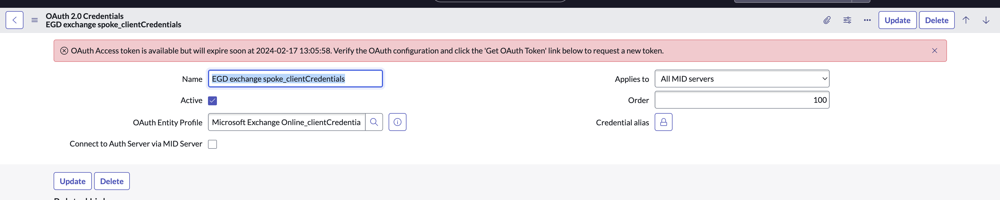 OAuth 2.0 Credentials
EGD exchange spoke_clientCredentials
Update
Delete
OAuth Access token is available but will expire soon at 2024-02-17 13:05:58. Verify the OAuth configuration and click the 'Get OAuth Token' link below to request a new token.
Name
EGD exchange spoke_clientCredentials
Applies to
All MID servers
Active
Order
100
OAuth Entity Profile
Microsoft Exchange Online_clientCredentia
Credential alias
Connect to Auth Server via MID Server
Update
Delete